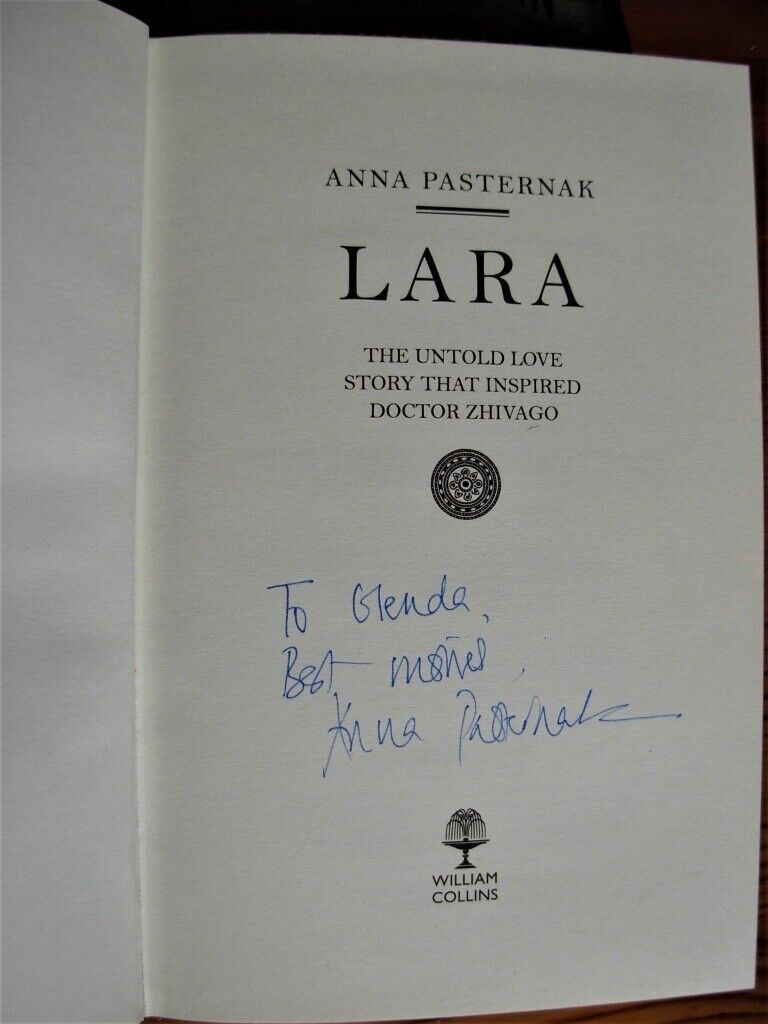 ANNA PASTERNAK
LARA
THE UNTOLD LOVE
STORY THAT INSPIRED
DOCTOR ZHIVAGO
To Glenda,
Best wishes,
Anna Pasternak
WILLIAM
COLLINS